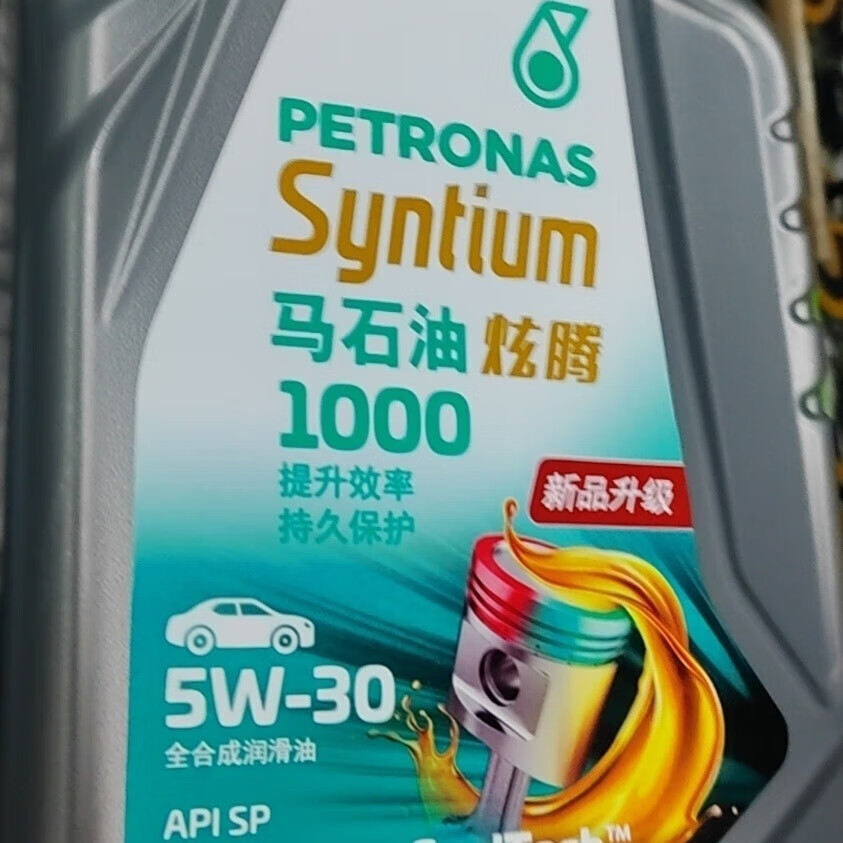 PETRONAS
Syntium
马石油 炫腾
1000
提升效率
持久保护
新品升级
5W-30
全合成润滑油
API SP
TM